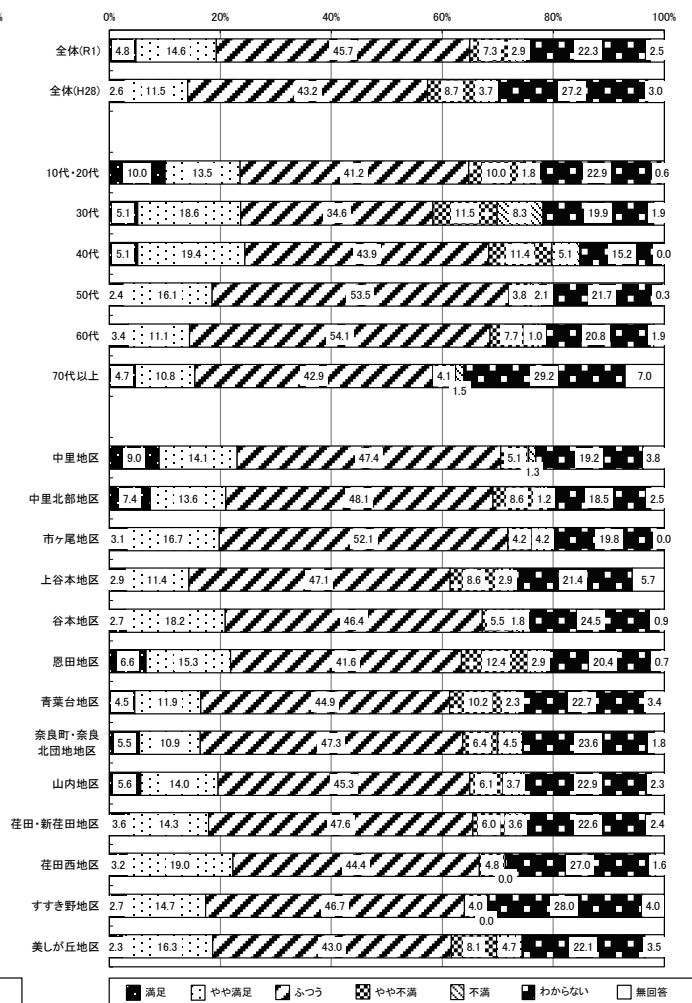 %
0% 20% 40% 60% 80% 100%
全体(R1) 4.8 14.6 45.7 7.3 2.9 22.3 2.5
全体(H28) 2.6 11.5 43.2 8.7 3.7 27.2 3.0
10代・20代 10.0 13.5 41.2 10.0 1.8 22.9 0.6
30代 5.1 18.6 34.6 11.5 8.3 19.9 1.9
40代 5.1 19.4 43.9 11.4 5.1 15.2 0.0
50代 2.4 16.1 53.5 3.8 2.1 21.7 0.3
60代 3.4 11.1 54.1 7.7 1.0 20.8 1.9
70代以上 4.7 10.8 42.9 4.1 1.5 29.2 7.0
中里地区 9.0 14.1 47.4 5.1 1.3 19.2 3.8
中里北部地区 7.4 13.6 48.1 8.6 1.2 18.5 2.5
市ヶ尾地区 3.1 16.7 52.1 4.2 4.2 19.8 0.0
上谷本地区 2.9 11.4 47.1 8.6 2.9 21.4 5.7
谷本地区 2.7 18.2 46.4 5.5 1.8 24.5 0.9
恩田地区 6.6 15.3 41.6 12.4 2.9 20.4 0.7
青葉台地区 4.5 11.9 44.9 10.2 2.3 22.7 3.4
奈良町・奈良
北団地地区 5.5 10.9 47.3 6.4 4.5 23.6 1.8
山内地区 5.6 14.0 45.3 6.1 3.7 22.9 2.3
荏田・新荏田地区 3.6 14.3 47.6 6.0 3.6 22.6 2.4
荏田西地区 3.2 19.0 44.4 4.8 0.0 27.0 1.6
すすき野地区 2.7 14.7 46.7 4.0 0.0 28.0 4.0
美しが丘地区 2.3 16.3 43.0 8.1 4.7 22.1 3.5
満足 やや満足 ふつう やや不満 不満 わからない 無回答